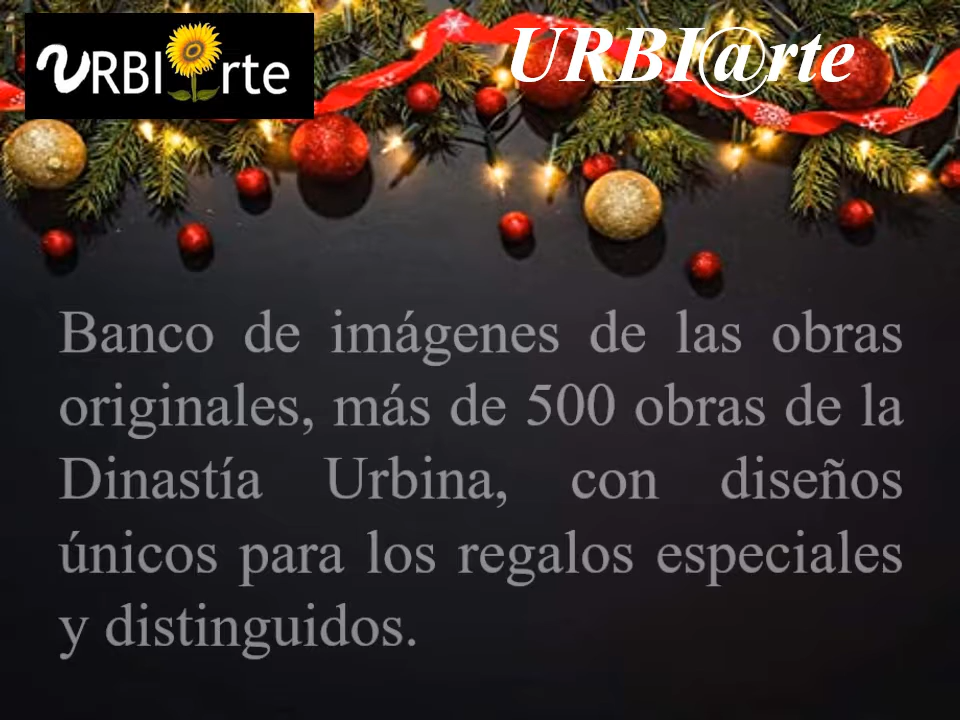 URBI rte
URBI@rte
Banco de imágenes de las obras
originales, más de 500 obras de la
Dinastía Urbina, con diseños
únicos para los regalos especiales
y distinguidos.